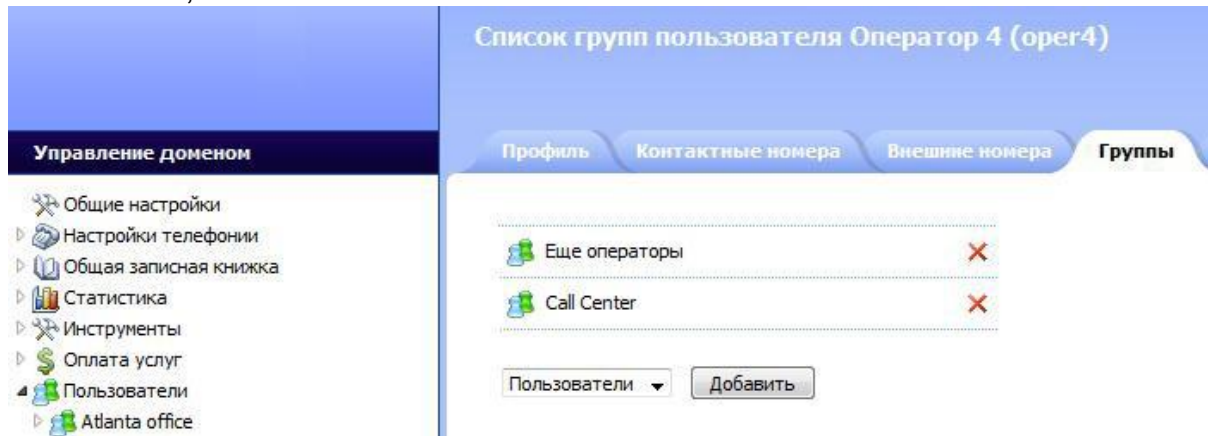 Список групп пользователя Оператор 4 (oper4)
Управление доменом
Профиль
Контактные номера
Внешние номера
Группы
Общие настройки
Настройки телефонии
Общая записная книжка
Статистика
Инструменты
Оплата услуг
Пользователи
Atlanta office
Еще операторы
Call Center
Пользователи
Добавить